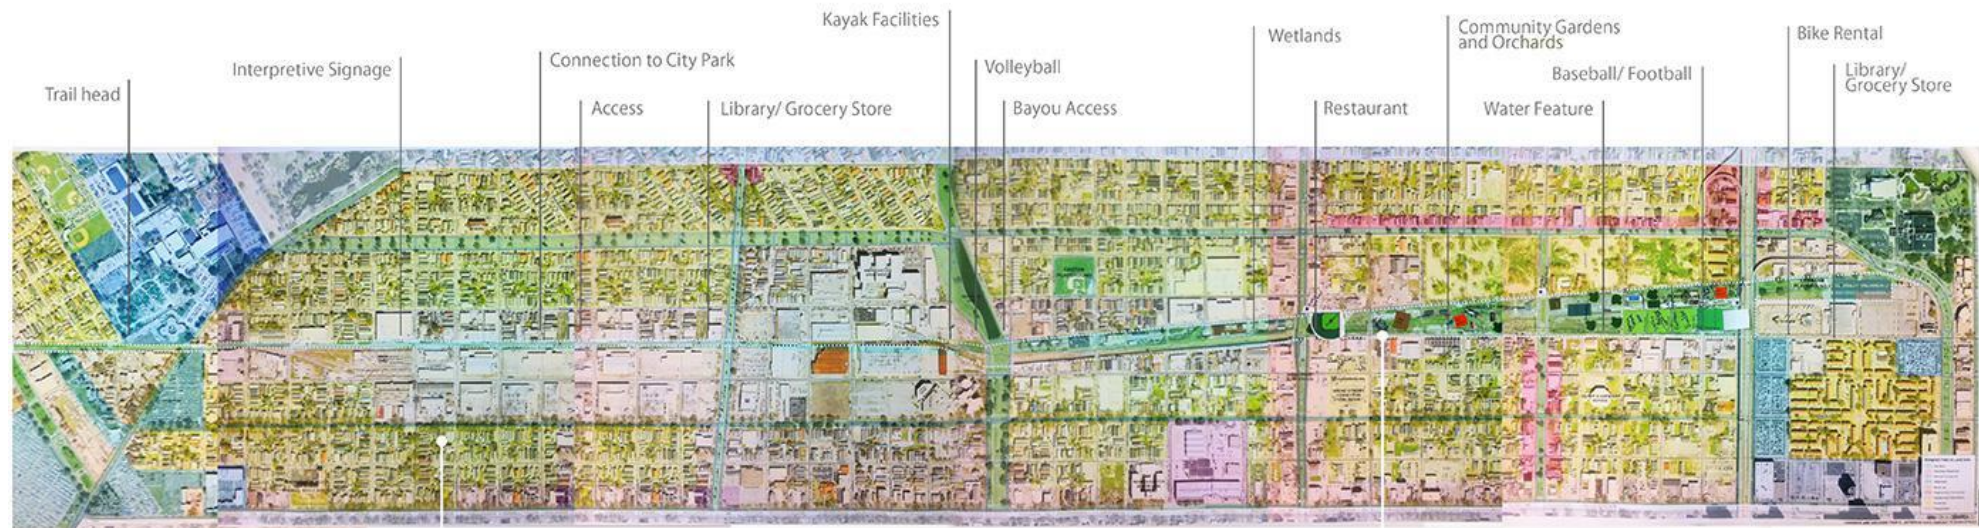 Trail head
Interpretive Signage
Connection to City Park
Access
Library/ Grocery Store
Kayak Facilities
Volleyball
Bayou Access
Wetlands
Restaurant
Community Gardens
and Orchards
Baseball/ Football
Water Feature
Bike Rental
Library/
Grocery Store